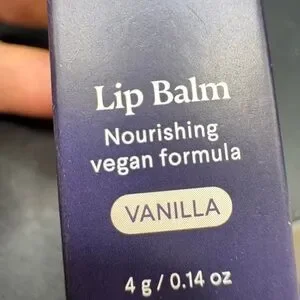 Lip Balm
Nourishing
vegan formula
VANILLA
4 g / 0.14 oz